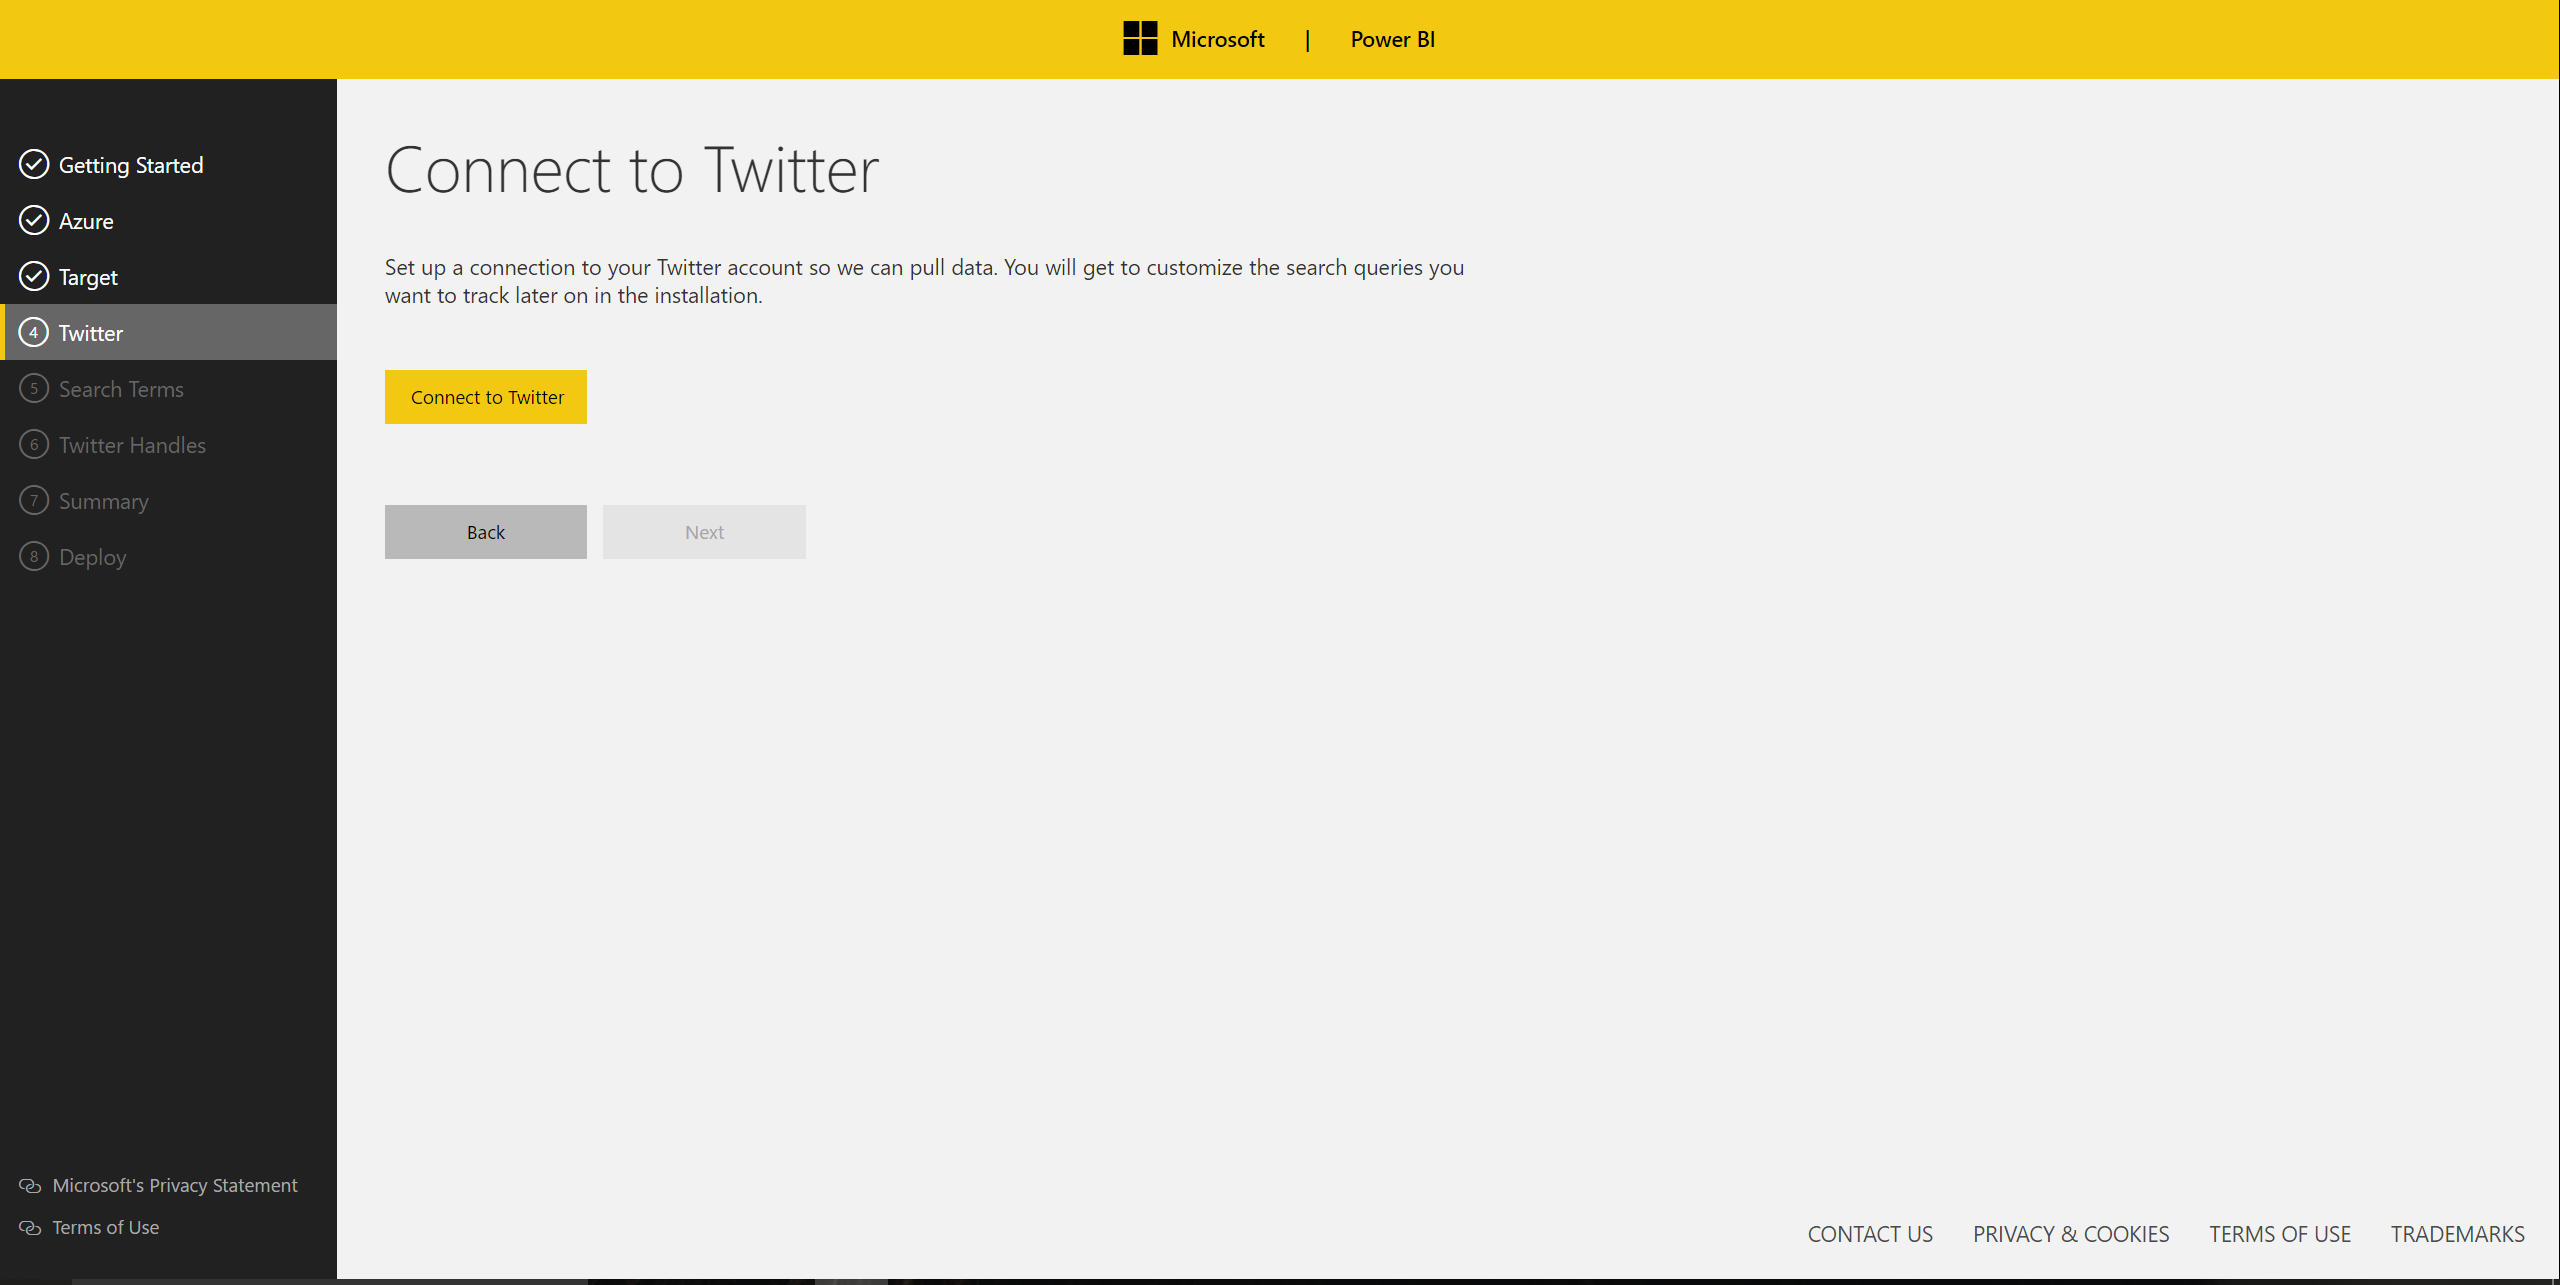 Microsoft | Power BI
Getting Started
Azure
Target
4 Twitter
5 Search Terms
6 Twitter Handles
7 Summary
8 Deploy
Microsoft's Privacy Statement
Terms of Use
Connect to Twitter
Set up a connection to your Twitter account so we can pull data. You will get to customize the search queries you
want to track later on in the installation.
Connect to Twitter
Back
Next
CONTACT US
PRIVACY & COOKIES
TERMS OF USE
TRADEMARKS